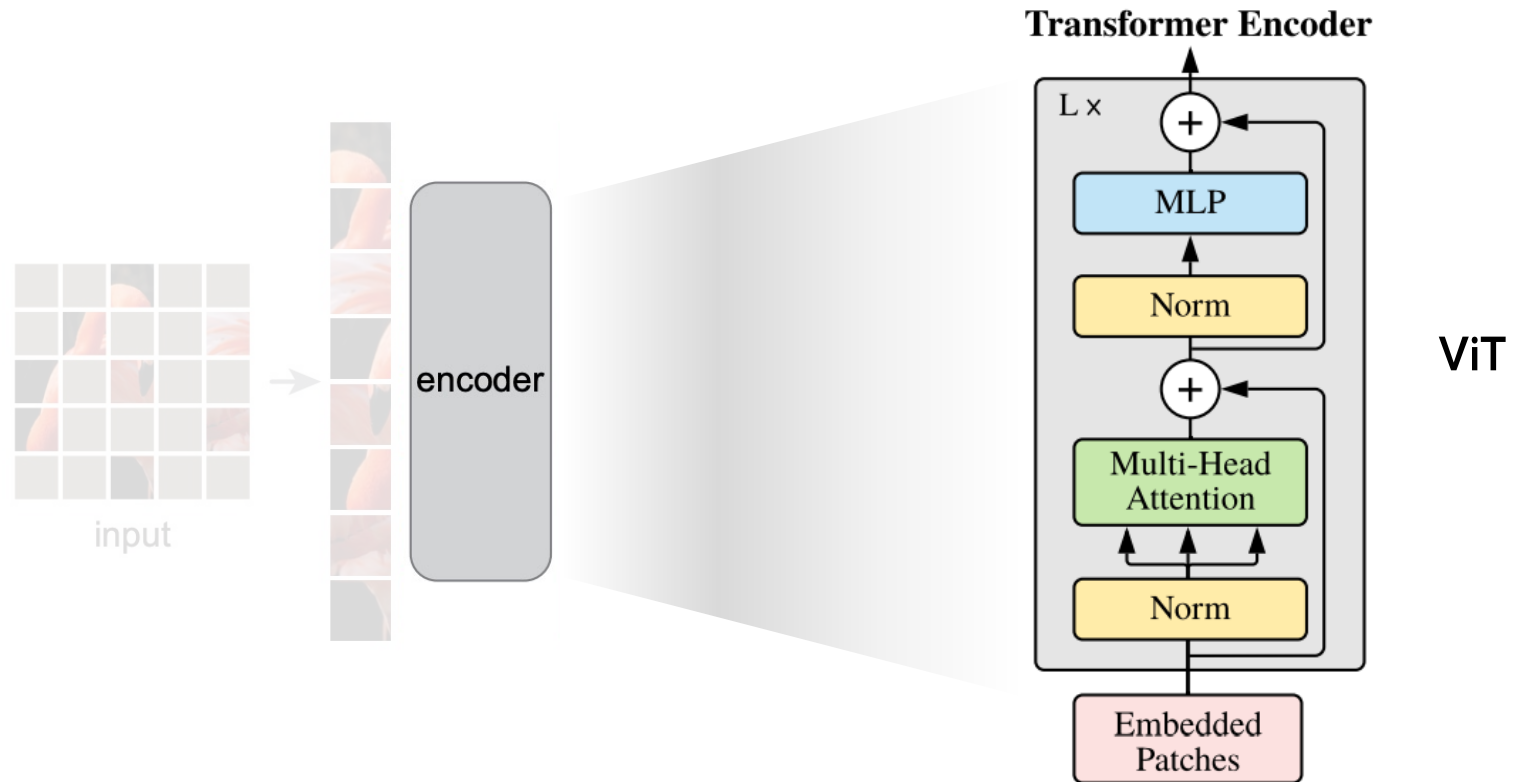 Transformer Encoder
L ×
+
MLP
Norm
+
Multi-Head
Attention
Norm
Embedded
Patches
encoder
input
ViT